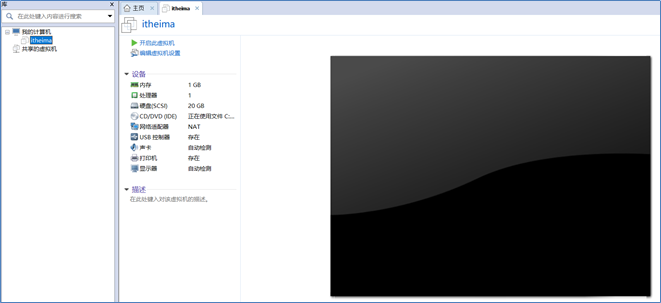 库
在此处键入内容进行搜索
我的计算机
itheima
共享的虚拟机
主页
itheima
itheima
开启此虚拟机
编辑虚拟机设置
设备
内存 1 GB
处理器 1
硬盘(SCSI) 20 GB
CD/DVD (IDE) 正在使用文件 C:...
网络适配器 NAT
USB 控制器 存在
声卡 自动检测
打印机 存在
显示器 自动检测
描述
在此处键入对该虚拟机的描述。